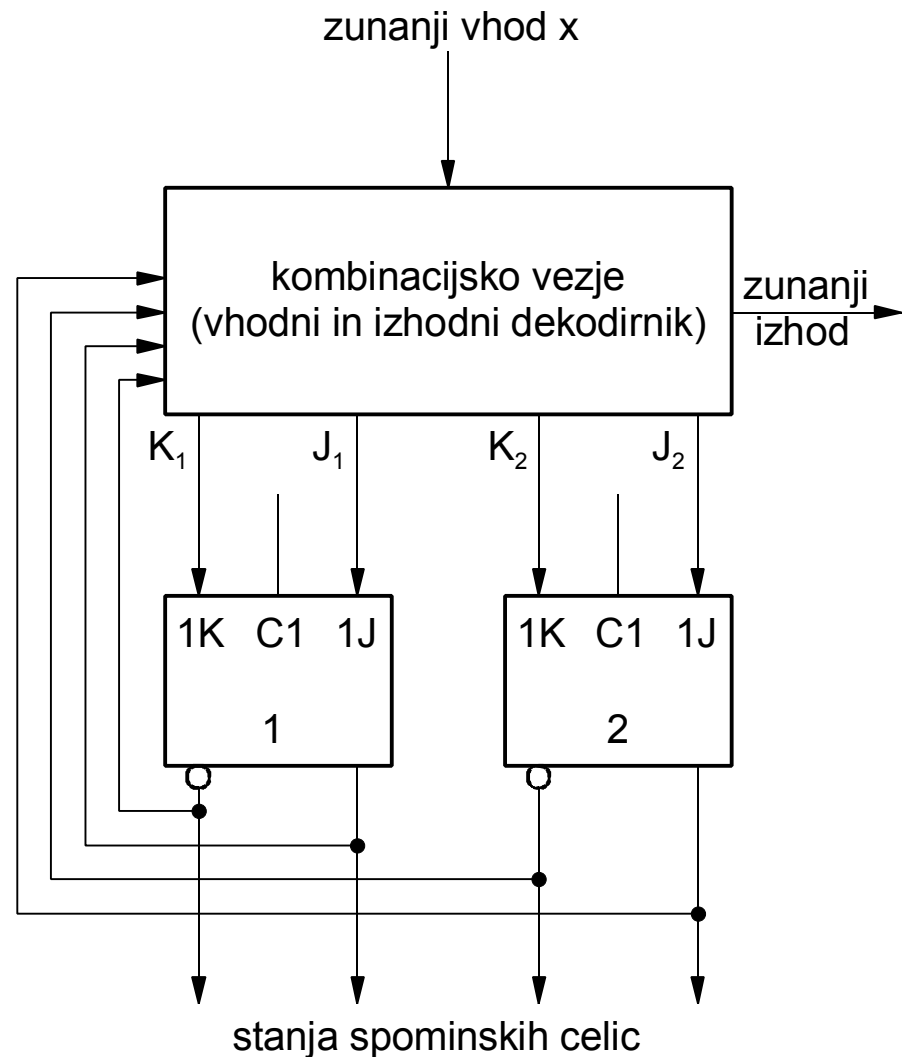 zunanji vhod x
kombinacijsko vezje
(vhodni in izhodni dekodirnik)
zunanji
izhod
K₁ J₁ K₂ J₂
1K C1 1J 1K C1 1J
1 2
stanja spominskih celic